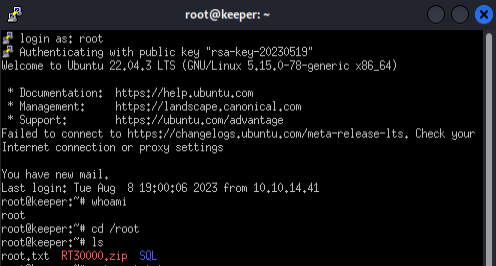 root@keeper: ~
login as: root
Authenticating with public key "rsa-key-20230519"
Welcome to Ubuntu 22.04.3 LTS (GNU/Linux 5.15.0-78-generic x86_64)
* Documentation:  https://help.ubuntu.com
* Management:     https://landscape.canonical.com
* Support:        https://ubuntu.com/advantage
Failed to connect to https://changelogs.ubuntu.com/meta-release-lts. Check your
Internet connection or proxy settings
You have new mail.
Last login: Tue Aug  8 19:00:06 2023 from 10.10.14.41
root@keeper:~# whoami
root
root@keeper:~# cd /root
root@keeper:~# ls
root.txt  RT30000.zip  SQL